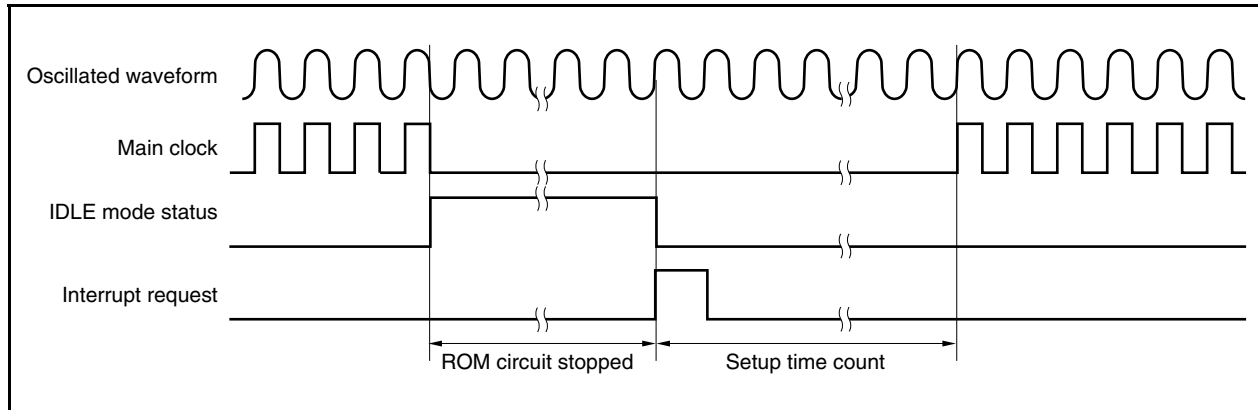 Oscillated waveform
Main clock
IDLE mode status
Interrupt request
ROM circuit stopped
Setup time count